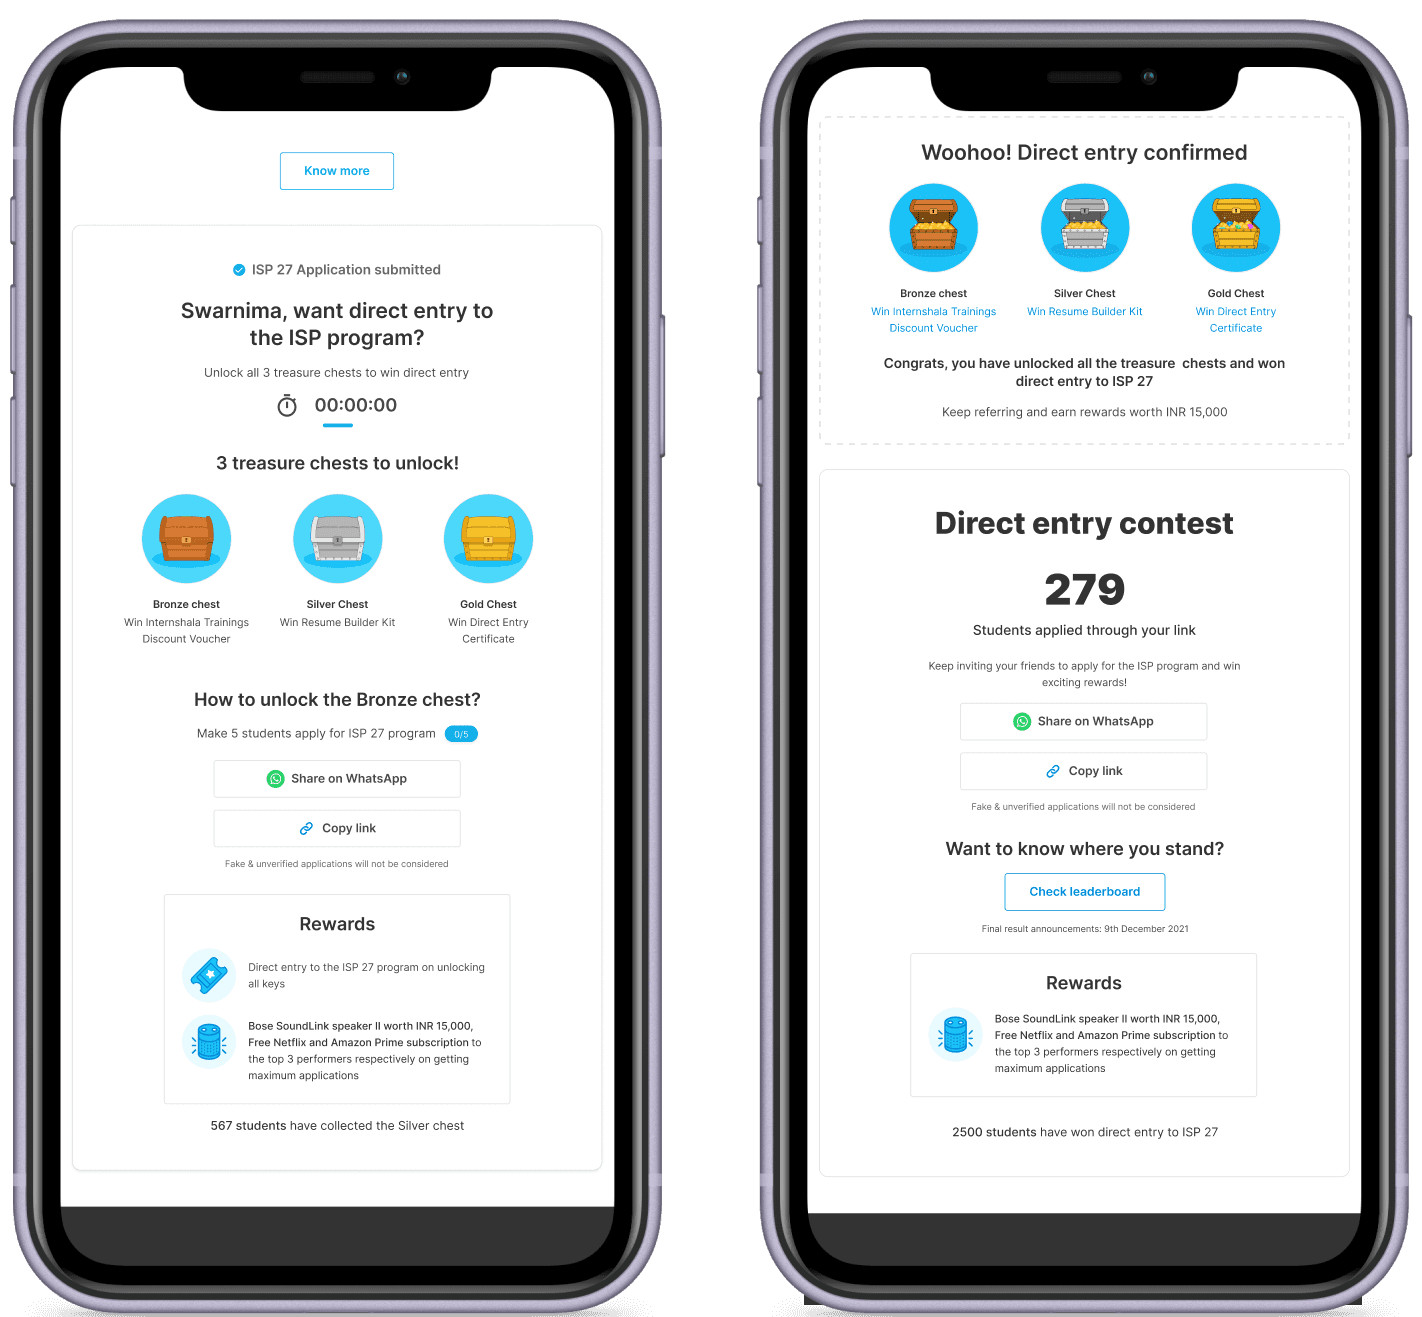 Know more
ISP 27 Application submitted
Swarnima, want direct entry to
the ISP program?
Unlock all 3 treasure chests to win direct entry
00:00:00
3 treasure chests to unlock!
Bronze chest
Win Internshala Trainings
Discount Voucher
Silver Chest
Win Resume Builder Kit
Gold Chest
Win Direct Entry
Certificate
How to unlock the Bronze chest?
Make 5 students apply for ISP 27 program 0/5
Share on WhatsApp
Copy link
Fake & unverified applications will not be considered
Rewards
Direct entry to the ISP 27 program on unlocking
all keys
Bose SoundLink speaker II worth INR 15,000,
Free Netflix and Amazon Prime subscription to
the top 3 performers respectively on getting
maximum applications
567 students have collected the Silver chest
Woohoo! Direct entry confirmed
Bronze chest
Win Internshala Trainings
Discount Voucher
Silver Chest
Win Resume Builder Kit
Gold Chest
Win Direct Entry
Certificate
Congrats, you have unlocked all the treasure chests and won
direct entry to ISP 27
Keep referring and earn rewards worth INR 15,000
Direct entry contest
279
Students applied through your link
Keep inviting your friends to apply for the ISP program and win
exciting rewards!
Share on WhatsApp
Copy link
Fake & unverified applications will not be considered
Want to know where you stand?
Check leaderboard
Final result announcements: 9th December 2021
Rewards
Bose SoundLink speaker II worth INR 15,000,
Free Netflix and Amazon Prime subscription to
the top 3 performers respectively on getting
maximum applications
2500 students have won direct entry to ISP 27